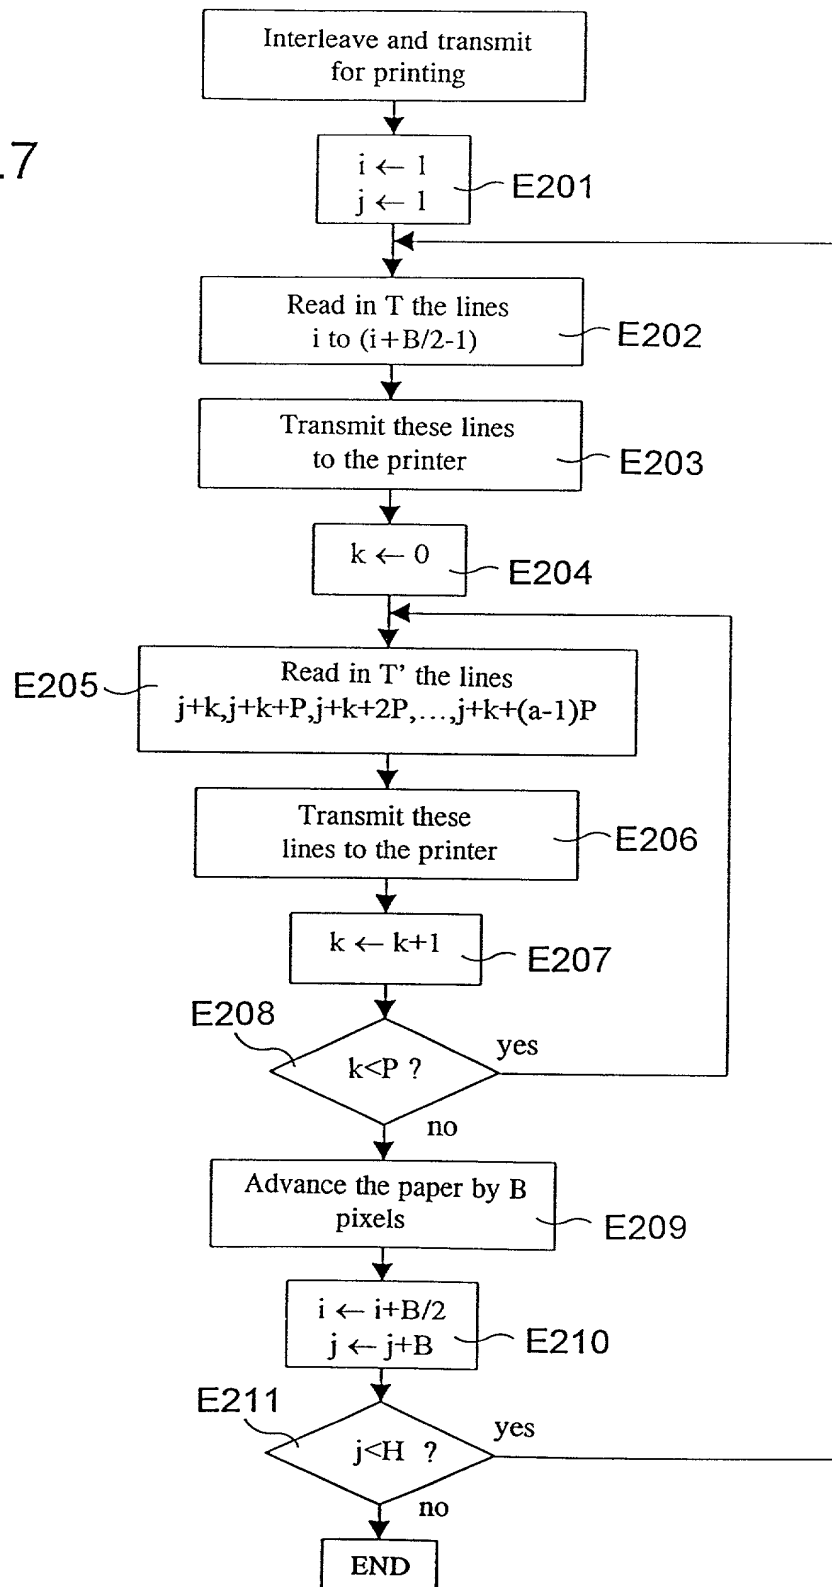 Interleave and transmit
for printing
.7
i ← 1
j ← 1
E201
Read in T the lines
i to (i+B/2-1)
E202
Transmit these lines
to the printer
E203
k ← 0
E204
Read in T' the lines
j+k,j+k+P,j+k+2P,...,j+k+(a-1)P
E205
Transmit these
lines to the printer
E206
k ← k+1
E207
E208
k<P ?
yes
no
Advance the paper by B
pixels
E209
i ← i+B/2
j ← j+B
E210
E211
j<H ?
yes
no
END